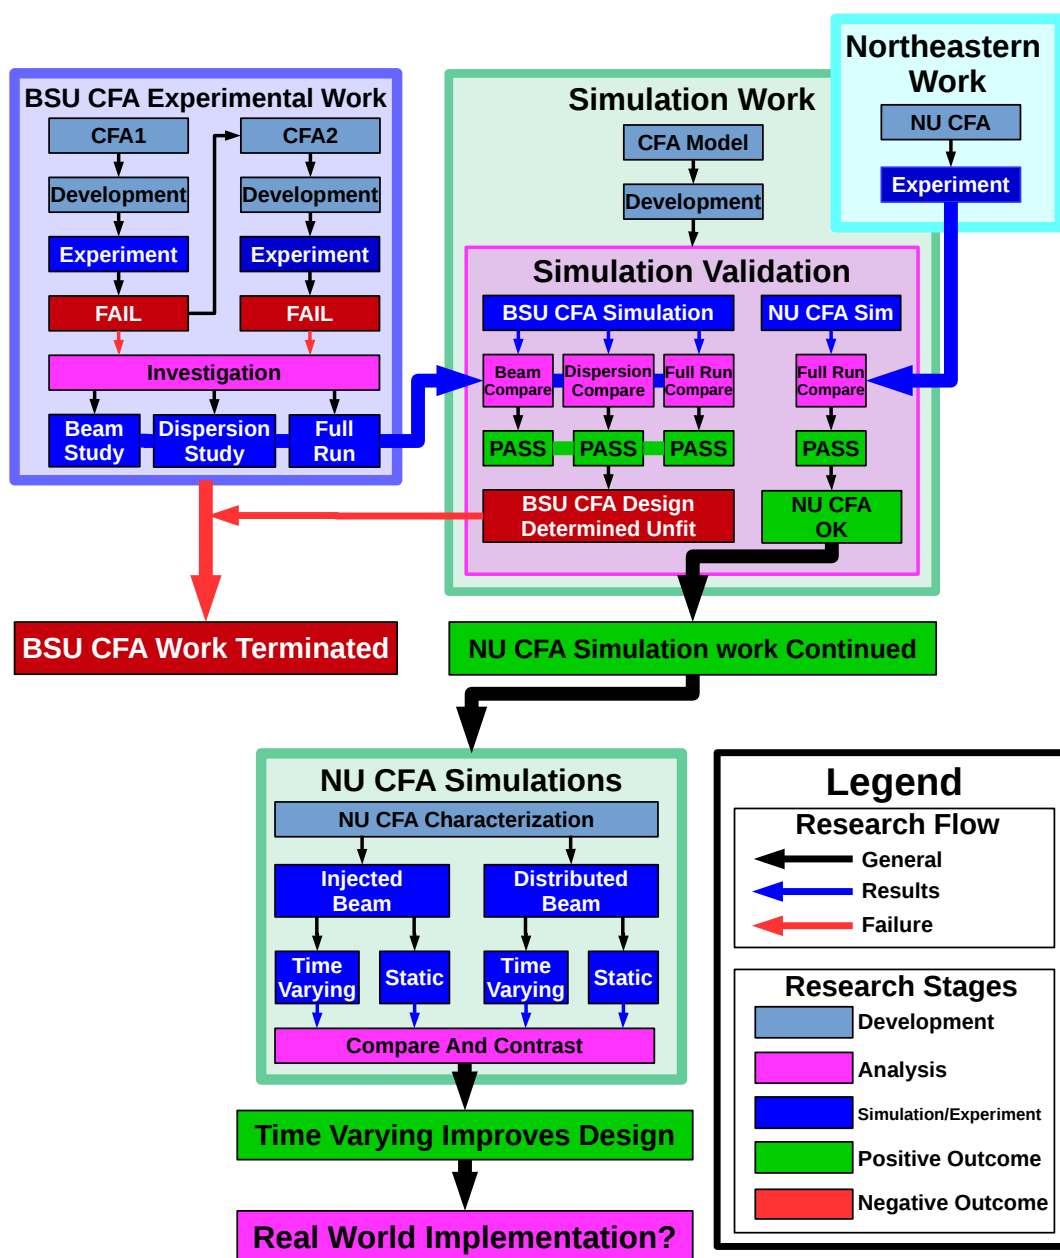 BSU CFA Experimental Work
CFA1
CFA2
Development
Development
Experiment
Experiment
FAIL
FAIL
Investigation
Beam
Study
Dispersion
Study
Full
Run
Simulation Work
CFA Model
Development
Northeastern
Work
NU CFA
Experiment
Simulation Validation
BSU CFA Simulation
NU CFA Sim
Beam
Compare
Dispersion
Compare
Full Run
Compare
Full Run
Compare
PASS
PASS
PASS
PASS
BSU CFA Design
Determined Unfit
NU CFA
OK
BSU CFA Work Terminated
NU CFA Simulation work Continued
NU CFA Simulations
NU CFA Characterization
Injected
Beam
Distributed
Beam
Time
Varying
Static
Time
Varying
Static
Compare And Contrast
Time Varying Improves Design
Real World Implementation?
Legend
Research Flow
General
Results
Failure
Research Stages
Development
Analysis
Simulation/Experiment
Positive Outcome
Negative Outcome